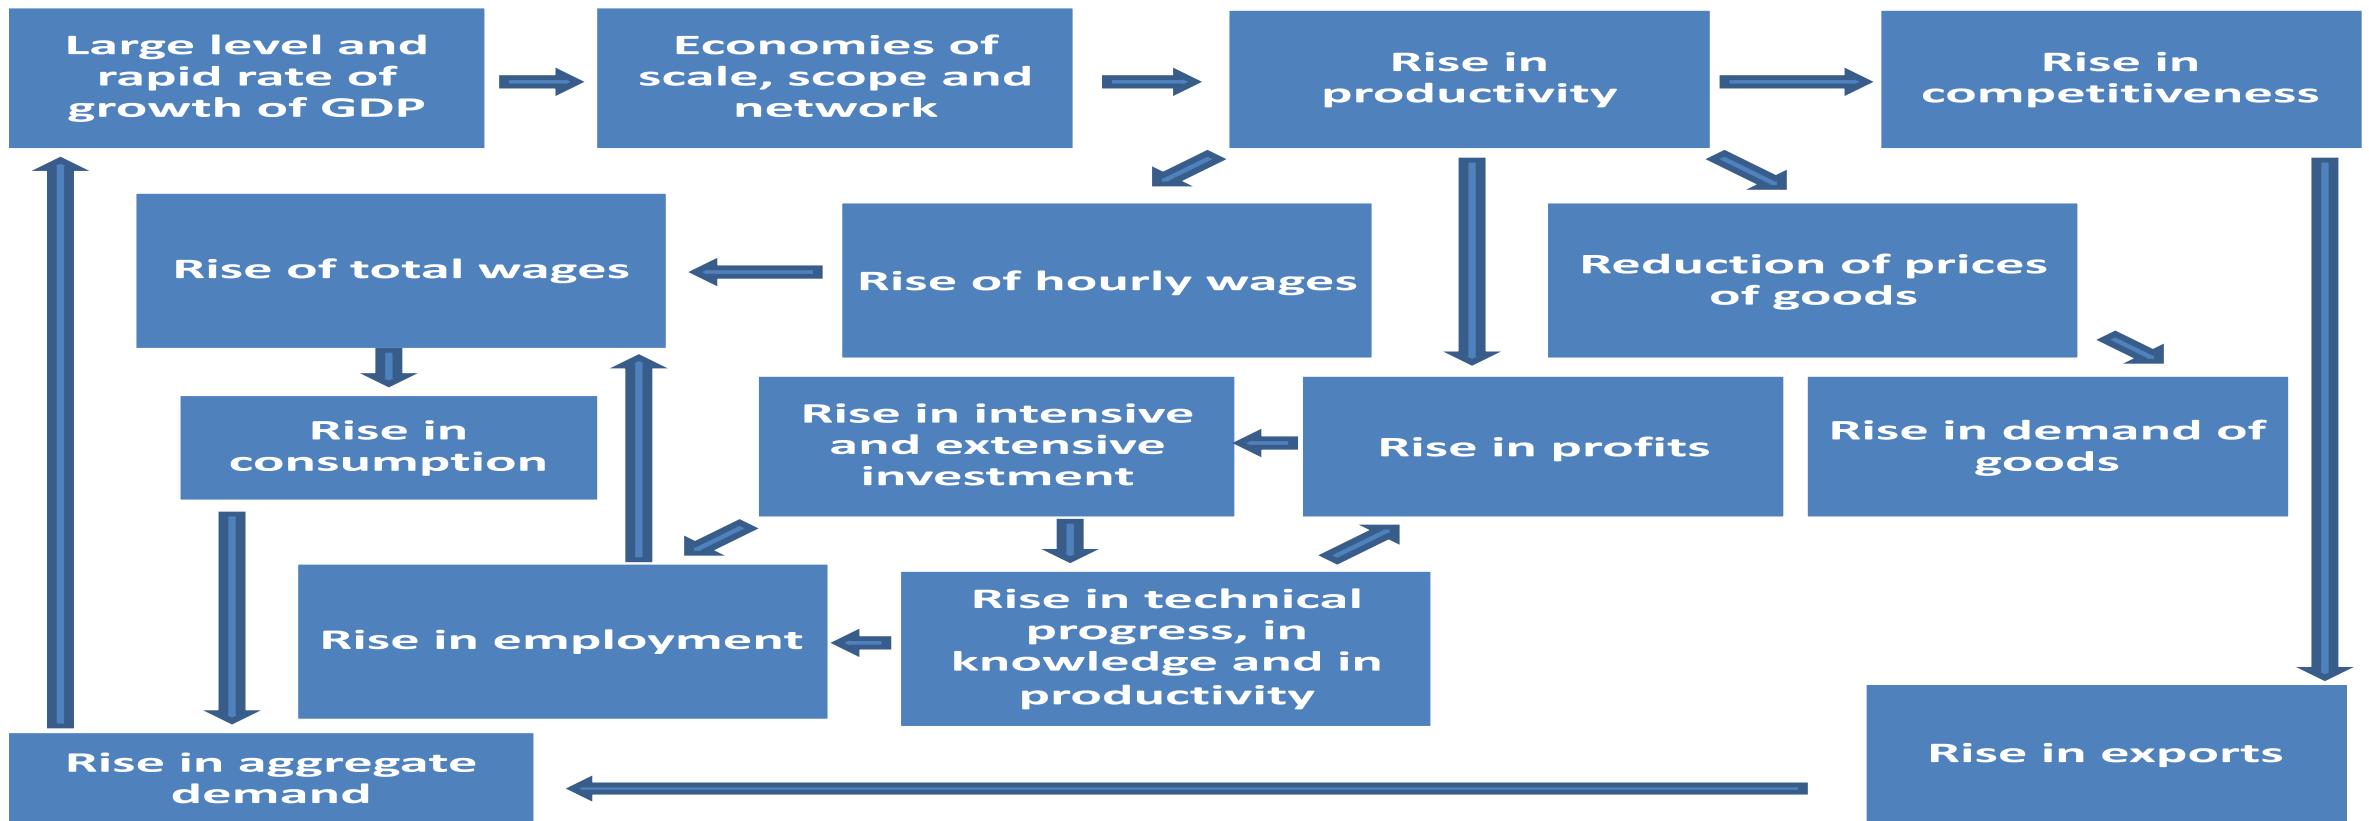 Large level and
rapid rate of
growth of GDP
Economies of
scale, scope and
network
Rise in
productivity
Rise in
competitiveness
Rise of total wages
Rise of hourly wages
Reduction of prices
of goods
Rise in
consumption
Rise in intensive
and extensive
investment
Rise in profits
Rise in demand of
goods
Rise in employment
Rise in technical
progress, in
knowledge and in
productivity
Rise in aggregate
demand
Rise in exports